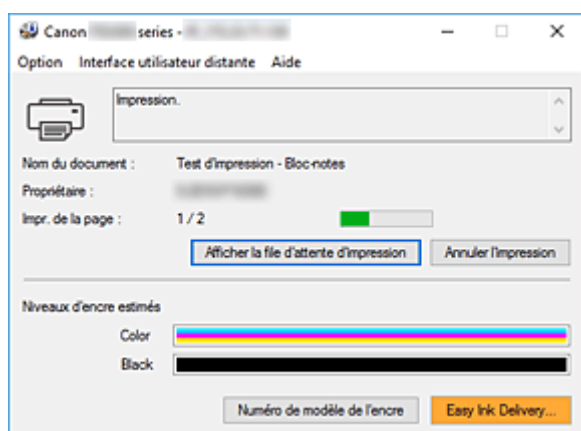 Canon series -
Option Interface utilisateur distante Aide
Impression.
Nom du document : Test d'impression - Bloc-notes
Propriétaire :
Impr. de la page : 1 / 2
Afficher la file d'attente d'impression Annuler l'impression
Niveaux d'encre estimés
Color
Black
Numéro de modèle de l'encre Easy Ink Delivery...